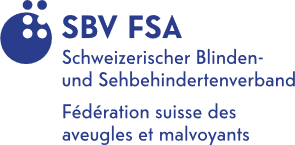 SBV FSA
Schweizerischer Blinden-
und Sehbehindertenverband
Fédération suisse des
aveugles et malvoyants